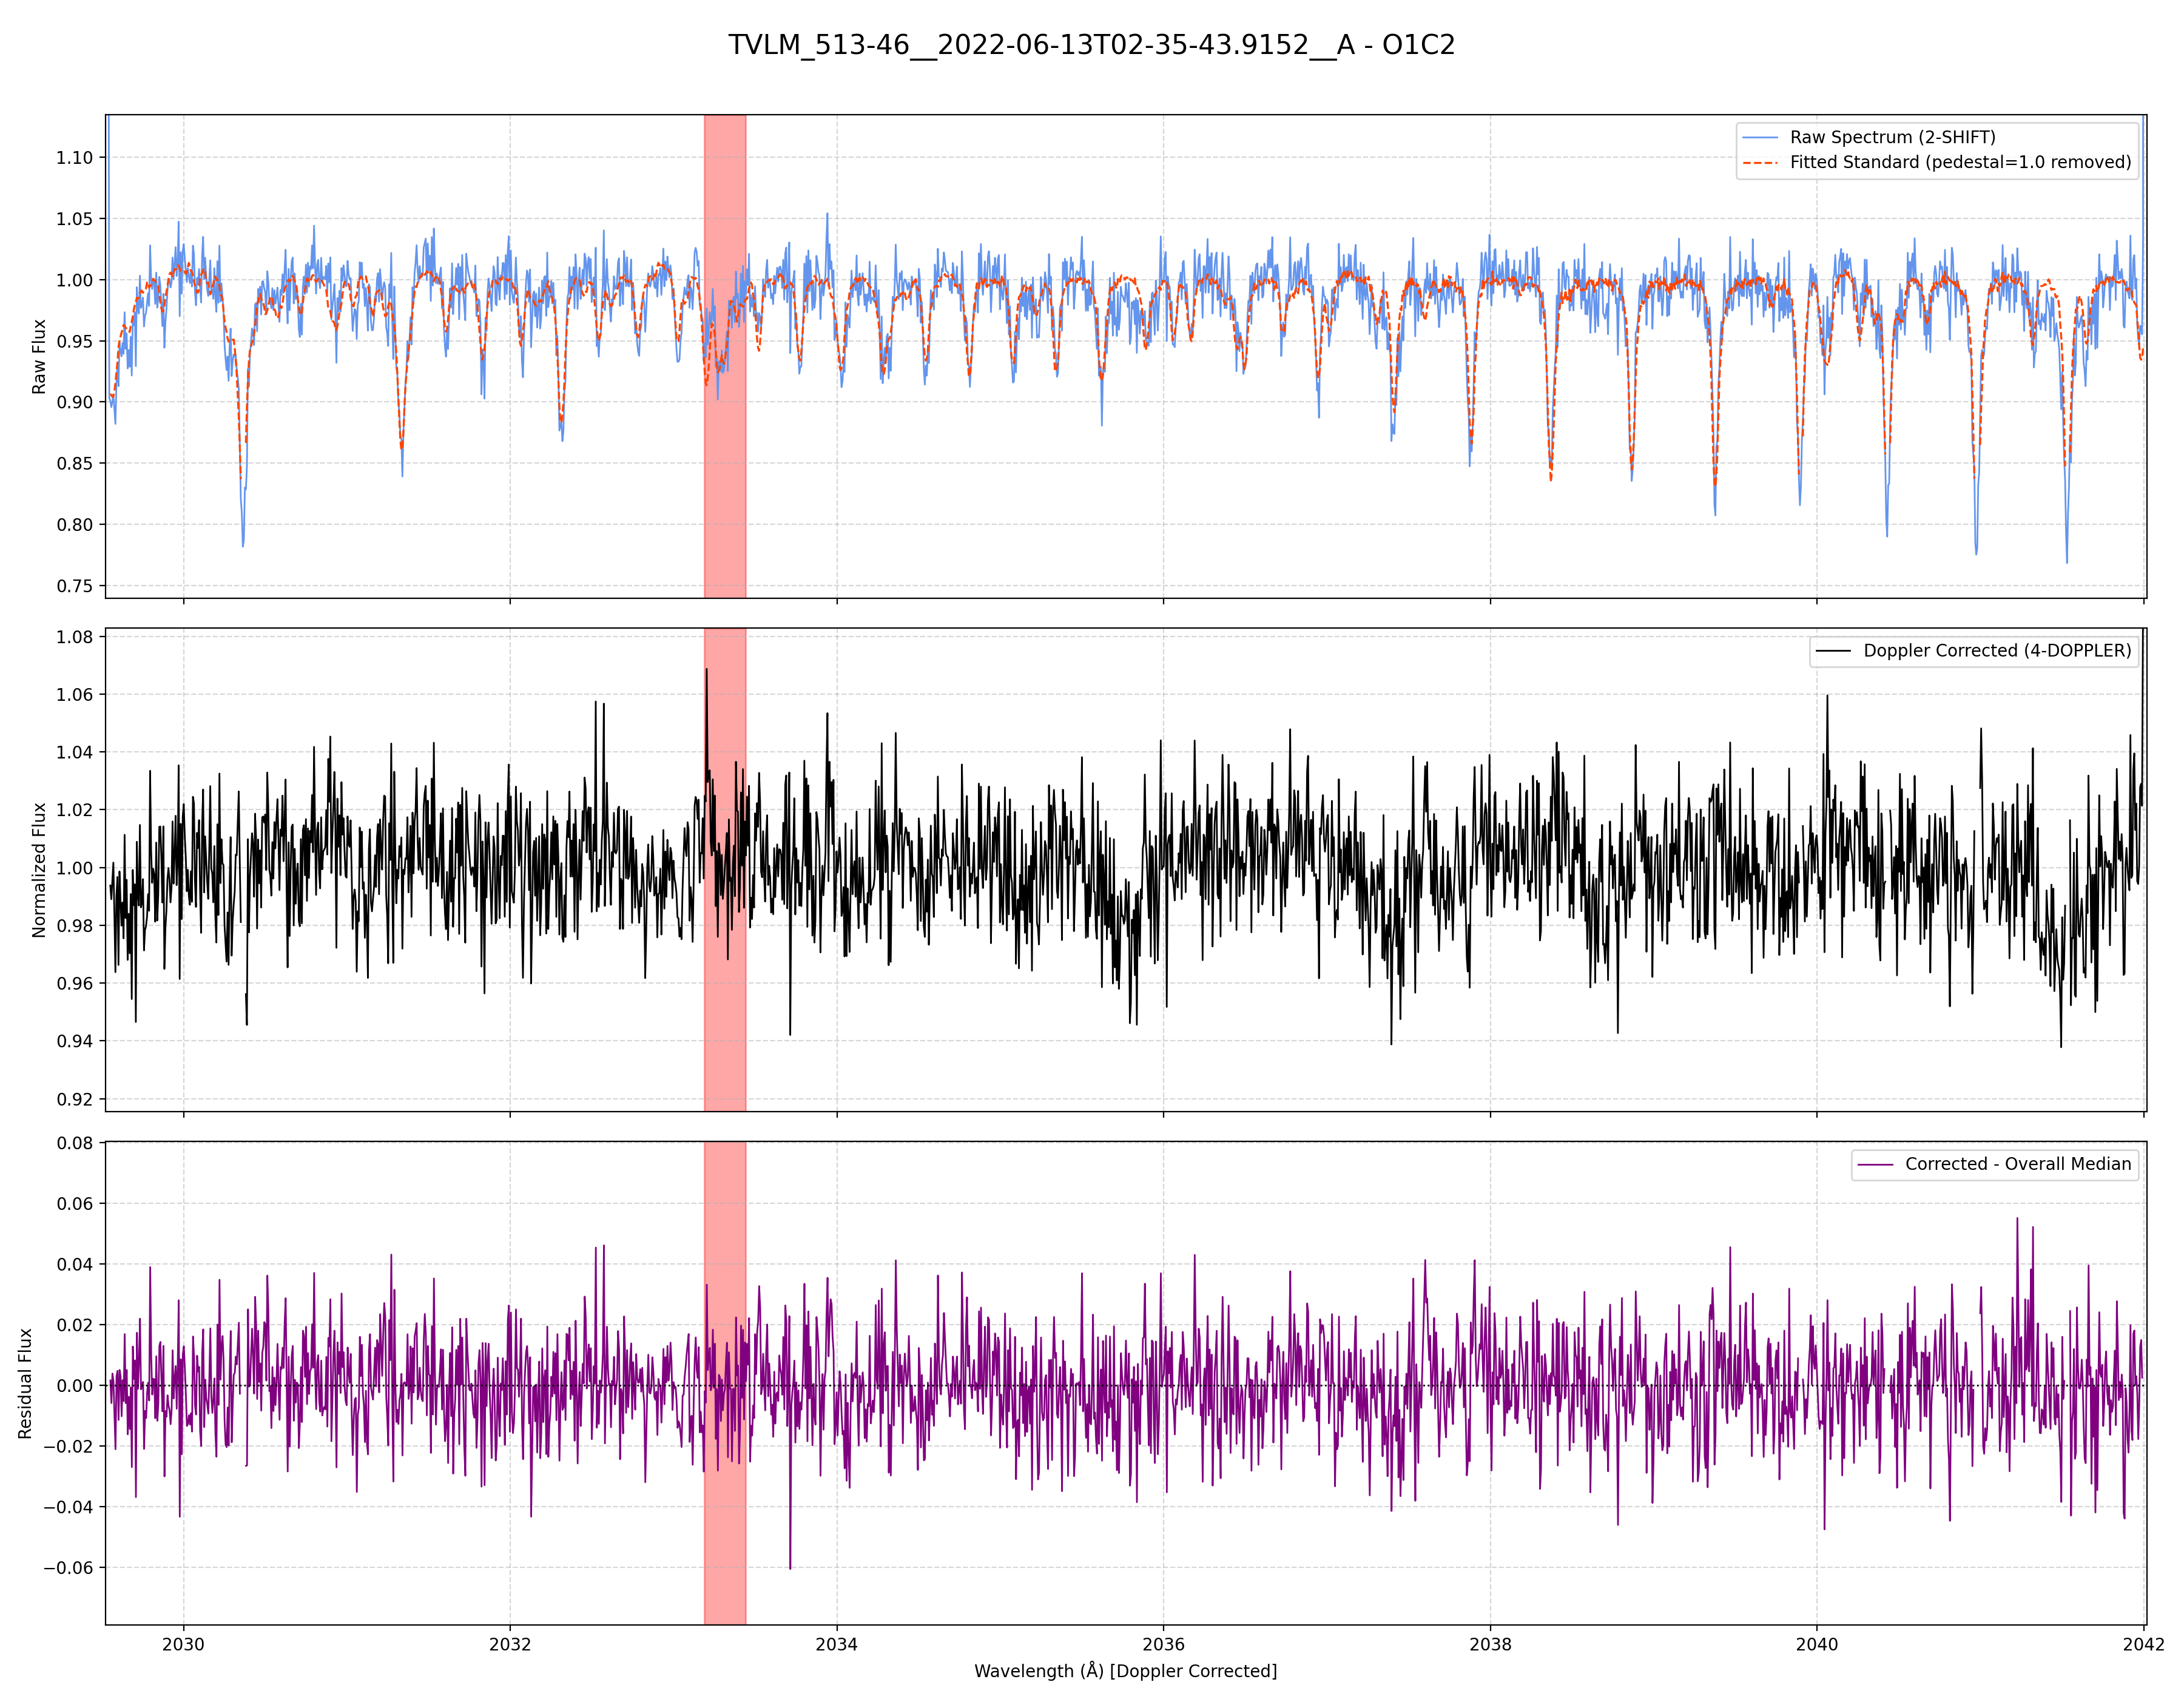 TVLM_513-46__2022-06-13T02-35-43.9152__A - O1C2
Raw Spectrum (2-SHIFT)
Fitted Standard (pedestal=1.0 removed)
1.10
1.05
1.00
0.95
0.90
0.85
0.80
0.75
Raw Flux
Doppler Corrected (4-DOPPLER)
1.08
1.06
1.04
1.02
1.00
0.98
0.96
0.94
0.92
Normalized Flux
Corrected - Overall Median
0.08
0.06
0.04
0.02
0.00
−0.02
−0.04
−0.06
Residual Flux
2030 2032 2034 2036 2038 2040 2042
Wavelength (Å) [Doppler Corrected]